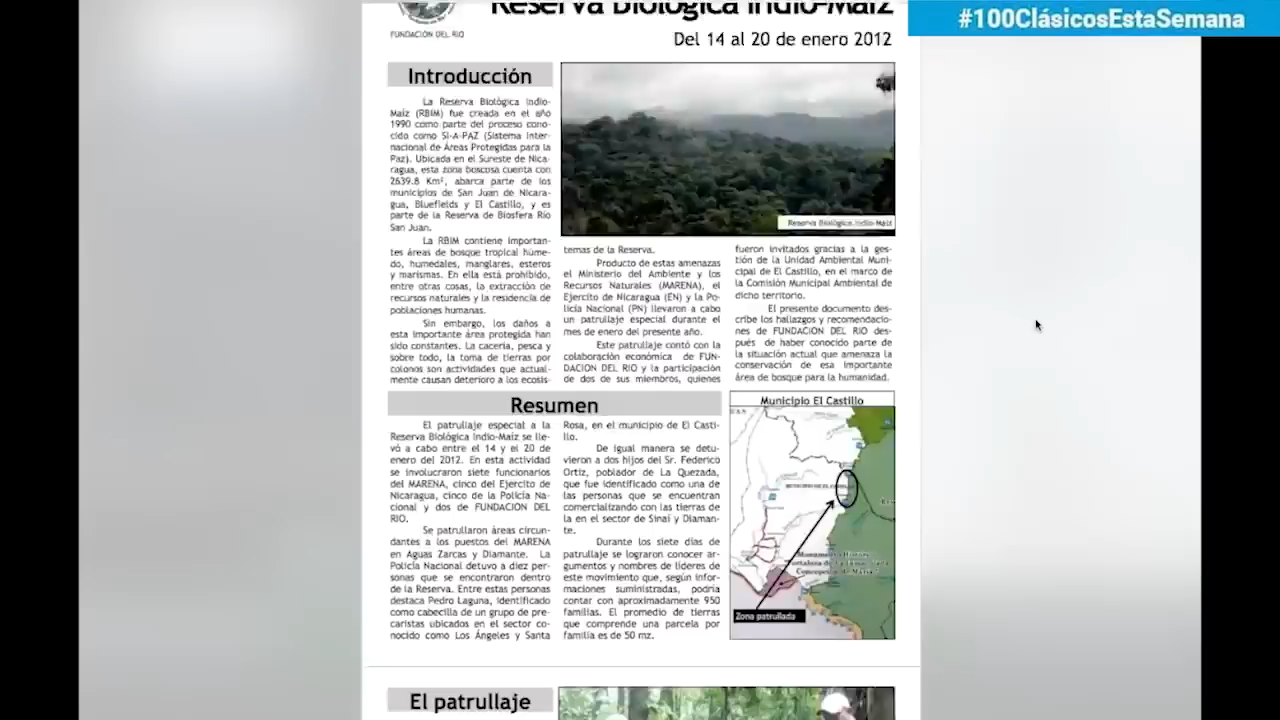 Reserva Biológica Indio-Maíz
#100ClásicosEstaSemana
FUNDACIÓN DEL RIO
Del 14 al 20 de enero 2012
Introducción
La Reserva Biológica Indio-
Maíz (RBIM) fue creada en el año
1990 como parte del proceso cono-
cido como SI-A-PAZ (Sistema Inter-
nacional de Áreas Protegidas para la
Paz). Ubicada en el Sureste de Nica-
ragua, esta zona boscosa cuenta con
2639.8 Km², abarca parte de los
municipios de San Juan de Nicara-
gua, Bluefields y El Castillo, y es
parte de la Reserva de Biosfera Río
San Juan.
La RBIM contiene importan-
tes áreas de bosque tropical húme-
do, humedales, manglares, esteros
y marismas. En ella está prohibido,
entre otras cosas, la extracción de
recursos naturales y la residencia de
poblaciones humanas.
Sin embargo, los daños a
esta importante área protegida han
sido constantes. La cacería, pesca y
sobre todo, la toma de tierras por
colonos son actividades que actual-
mente causan deterioro a los ecosis-
Reserva Biológica Indio-Maíz
temas de la Reserva.
Producto de estas amenazas
el Ministerio del Ambiente y los
Recursos Naturales (MARENA), el
Ejercito de Nicaragua (EN) y la Po-
licía Nacional (PN) llevaron a cabo
un patrullaje especial durante el
mes de enero del presente año.
Este patrullaje contó con la
colaboración económica de FUN-
DACION DEL RIO y la participación
de dos de sus miembros, quienes
fueron invitados gracias a la ges-
tión de la Unidad Ambiental Muni-
cipal de El Castillo, en el marco de
la Comisión Municipal Ambiental de
dicho territorio.
El presente documento des-
cribe los hallazgos y recomendacio-
nes de FUNDACION DEL RIO des-
pués de haber conocido parte de
la situación actual que amenaza la
conservación de esa importante
área de bosque para la humanidad.
Resumen
El patrullaje especial a la
Reserva Biológica Indio-Maíz se lle-
vó a cabo entre el 14 y el 20 de
enero del 2012. En esta actividad
se involucraron siete funcionarios
del MARENA, cinco del Ejercito de
Nicaragua, cinco de la Policía Na-
cional y dos de FUNDACION DEL
RIO.
Se patrullaron áreas circun-
dantes a los puestos del MARENA
en Aguas Zarcas y Diamante. La
Policía Nacional detuvo a diez per-
sonas que se encontraron dentro
de la Reserva. Entre estas personas
destaca Pedro Laguna, identificado
como cabecilla de un grupo de pre-
caristas ubicados en el sector co-
nocido como Los Ángeles y Santa
Rosa, en el municipio de El Casti-
llo.
De igual manera se detu-
vieron a dos hijos del Sr. Federico
Ortiz, poblador de La Quezada,
que fue identificado como una de
las personas que se encuentran
comercializando con las tierras de
la en el sector de Sinaí y Diaman-
te.
Durante los siete días de
patrullaje se lograron conocer ar-
gumentos y nombres de líderes de
este movimiento que, según infor-
maciones suministradas, podría
contar con aproximadamente 950
familias. El promedio de tierras
que comprende una parcela por
familia es de 50 mz.
Municipio El Castillo
Zona patrullada
El patrullaje